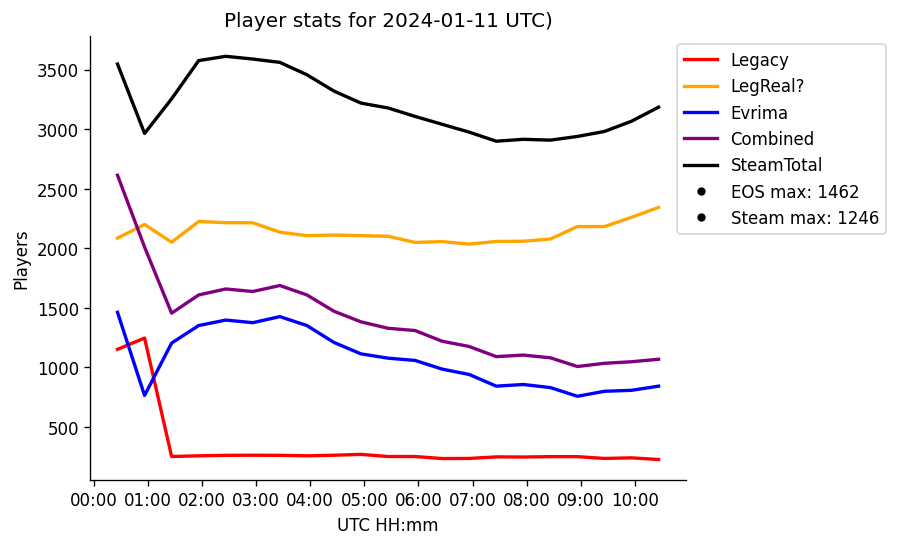 Player stats for 2024-01-11 UTC)
Players
3500
3000
2500
2000
1500
1000
500
00:00 01:00 02:00 03:00 04:00 05:00 06:00 07:00 08:00 09:00 10:00
UTC HH:mm
Legacy
LegReal?
Evrima
Combined
SteamTotal
EOS max: 1462
Steam max: 1246